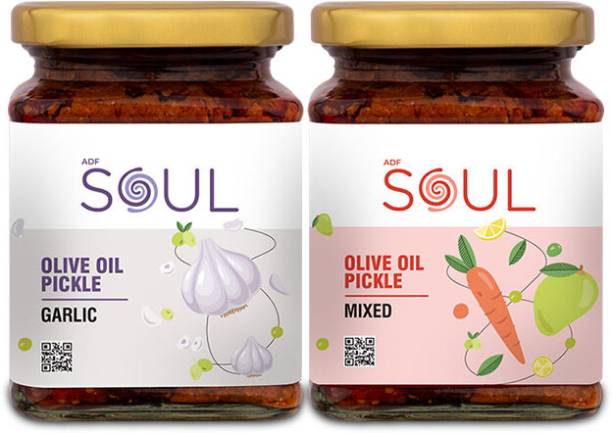 ADF
SOUL
OLIVE OIL
PICKLE
GARLIC
ADF
SOUL
OLIVE OIL
PICKLE
MIXED